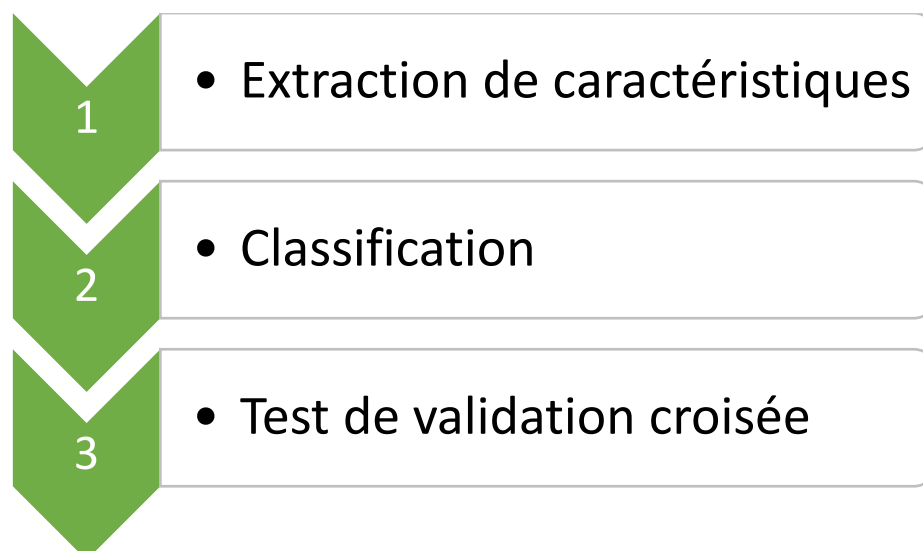 1
• Extraction de caractéristiques
2
• Classification
3
• Test de validation croisée